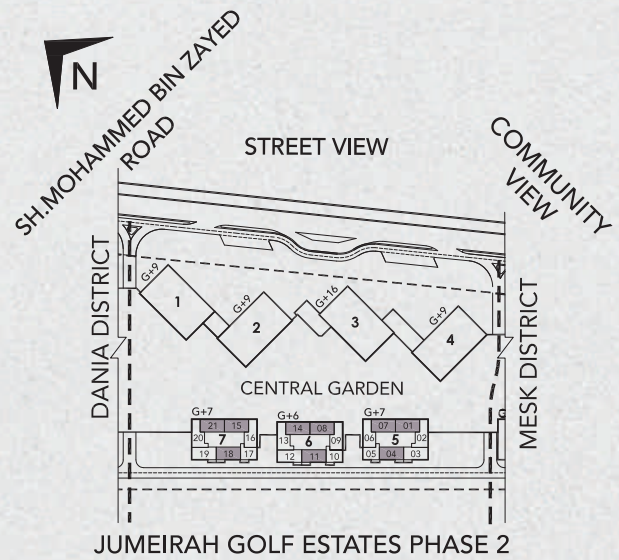 N
SH.MOHAMMED BIN ZAYED
ROAD
STREET VIEW
COMMUNITY
VIEW
DANIA DISTRICT
MESK DISTRICT
G+9
1
G+9
2
G+16
3
G+9
4
CENTRAL GARDEN
G+7
G+6
G+7
G
21 15
20 7 16
19 18 17
14 08
13 6 09
12 11 10
07 01
06 5 02
05 04 03
JUMEIRAH GOLF ESTATES PHASE 2